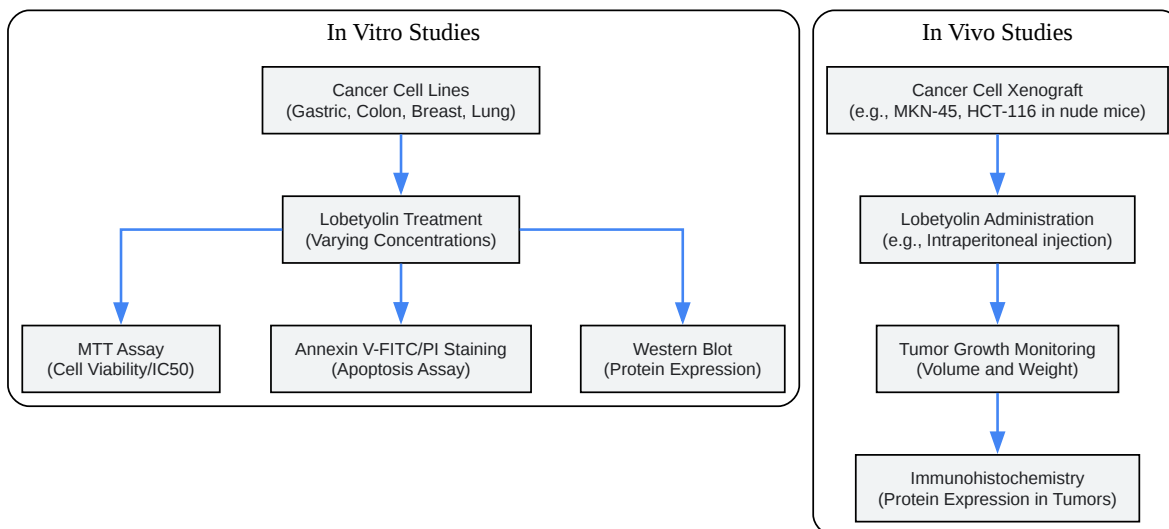 In Vitro Studies
Cancer Cell Lines
(Gastric, Colon, Breast, Lung)
Lobetyolin Treatment
(Varying Concentrations)
MTT Assay
(Cell Viability/IC50)
Annexin V-FITC/PI Staining
(Apoptosis Assay)
Western Blot
(Protein Expression)
In Vivo Studies
Cancer Cell Xenograft
(e.g., MKN-45, HCT-116 in nude mice)
Lobetyolin Administration
(e.g., Intraperitoneal injection)
Tumor Growth Monitoring
(Volume and Weight)
Immunohistochemistry
(Protein Expression in Tumors)